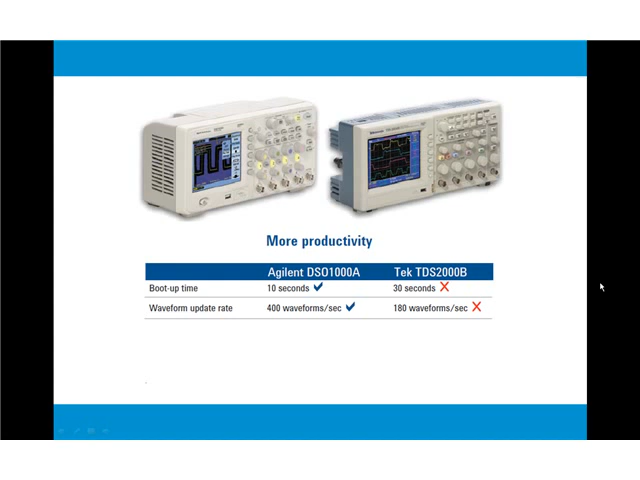 Tektronix
More productivity
Agilent DSO1000A Tek TDS2000B
Boot-up time 10 seconds ✓ 30 seconds ✗
Waveform update rate 400 waveforms/sec ✓ 180 waveforms/sec ✗